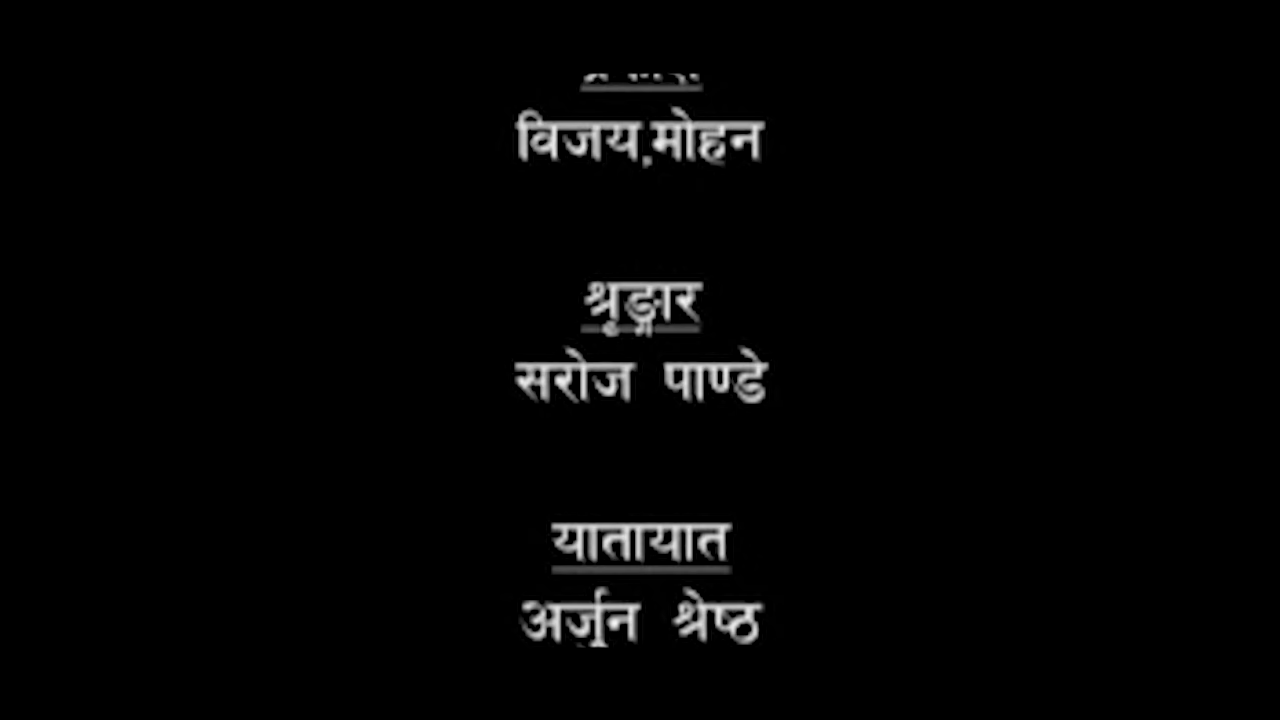 विजय,मोहन
श्रृङ्गार
सरोज पाण्डे
यातायात
अर्जुन श्रेष्ठ